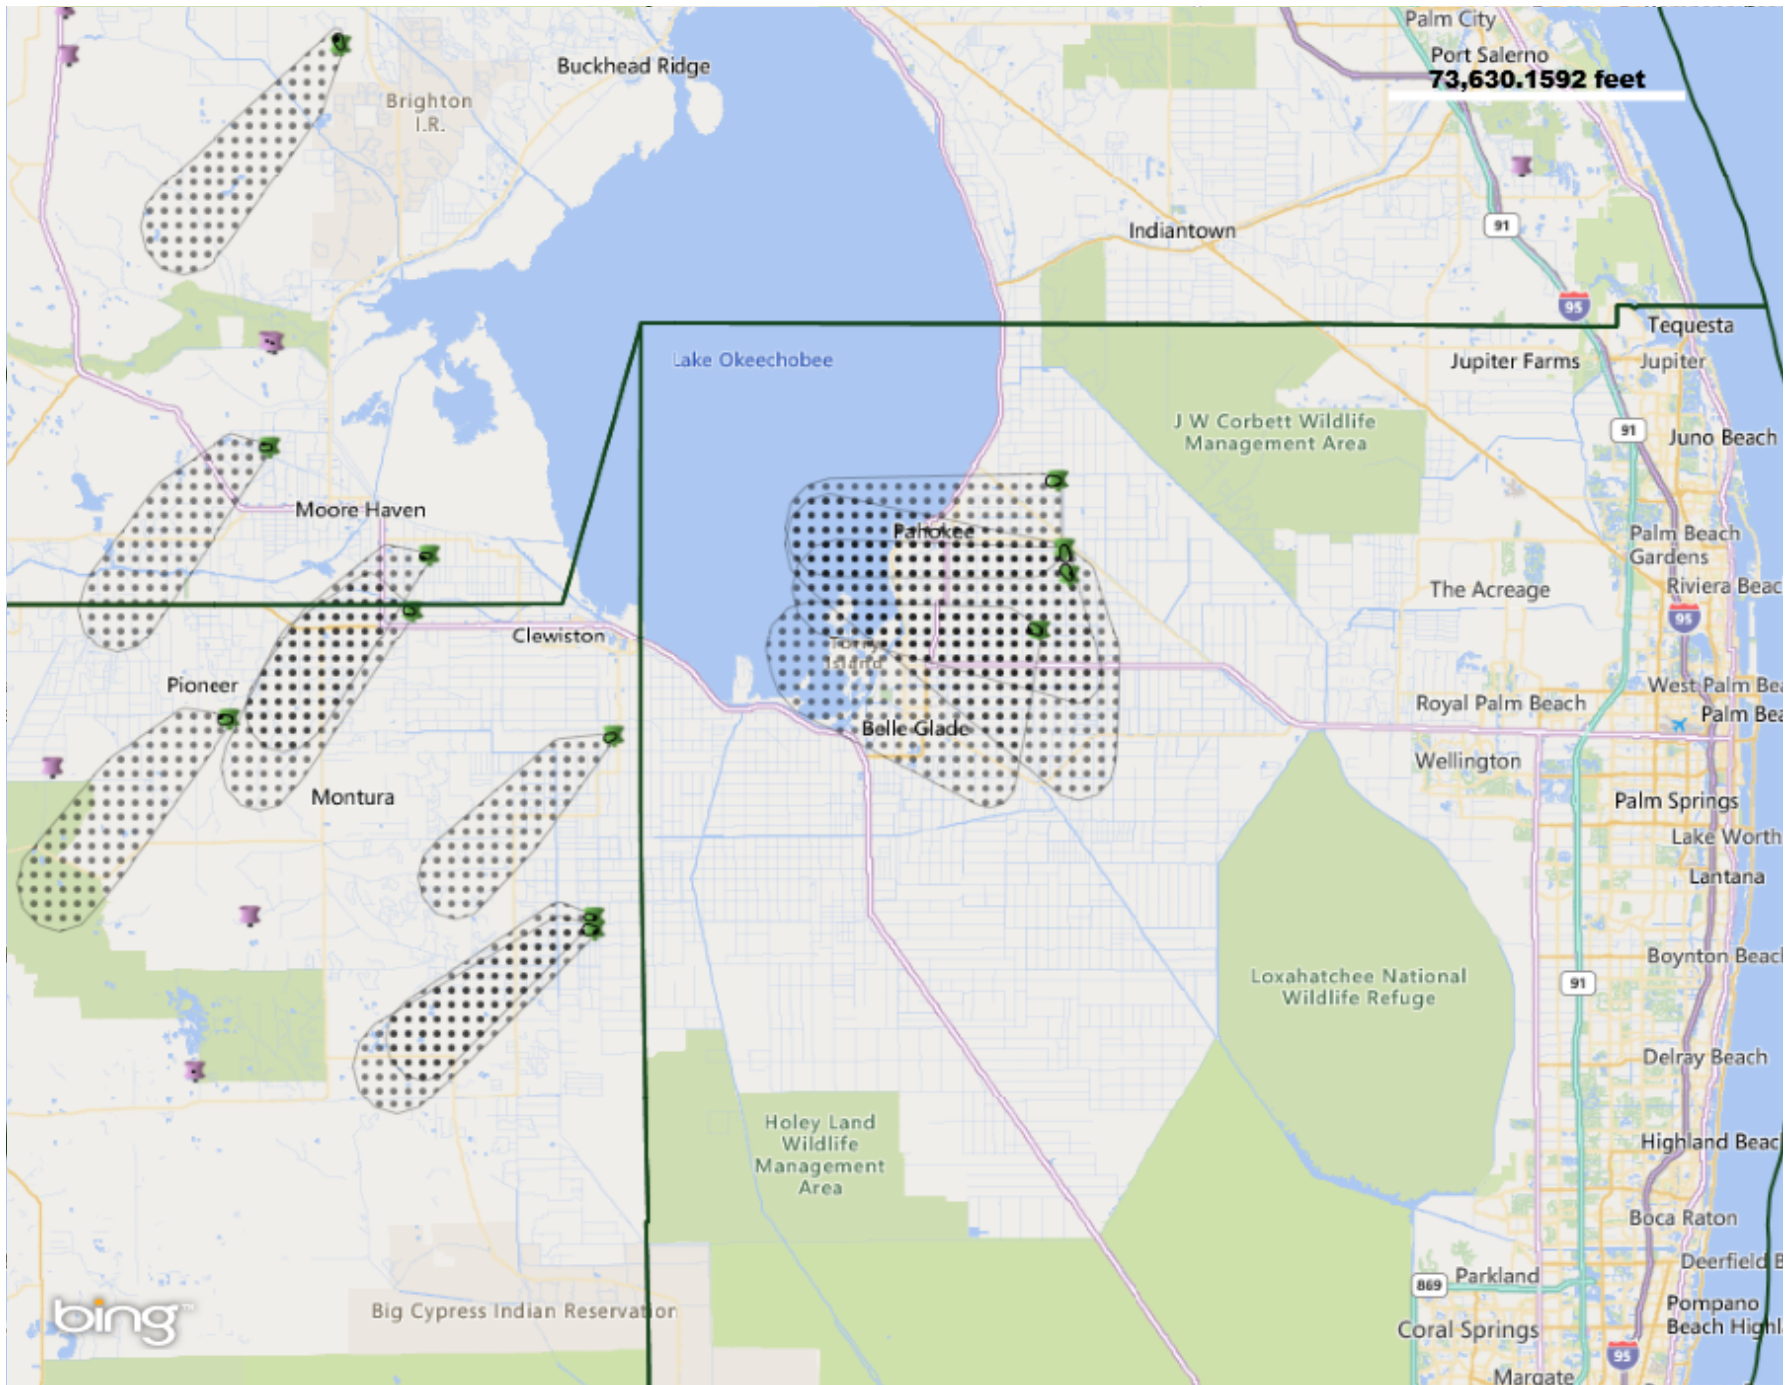 Palm City
Port Salerno
73,630.1592 feet
Buckhead Ridge
Brighton
I.R.
91
Indiantown
95
Tequesta
Lake Okeechobee
Jupiter Farms
Jupiter
J W Corbett Wildlife
Management Area
91
Juno Beach
Moore Haven
Pahokee
Palm Beach
Gardens
The Acreage
Riviera Beac
95
Clewiston
Torry
Island
Pioneer
West Palm Bea
Royal Palm Beach
Palm Bea
Belle Glade
Wellington
Montura
Palm Springs
Lake Worth
Lantana
Boynton Beach
Loxahatchee National
Wildlife Refuge
91
Delray Beach
Holey Land
Wildlife
Management
Area
Highland Beac
Boca Raton
Deerfield B
869
Parkland
bing™
Big Cypress Indian Reservation
Pompano
Beach Highl
Coral Springs
95
Margate